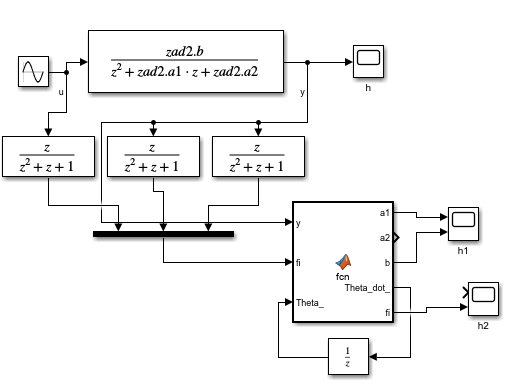 zad2.b
z² + zad2.a1 · z + zad2.a2
h
u
y
z
z² + z + 1
z
z² + z + 1
z
z² + z + 1
y
fi
Theta_
fcn
a1
a2
b
Theta_dot_
fi
h1
h2
1
z